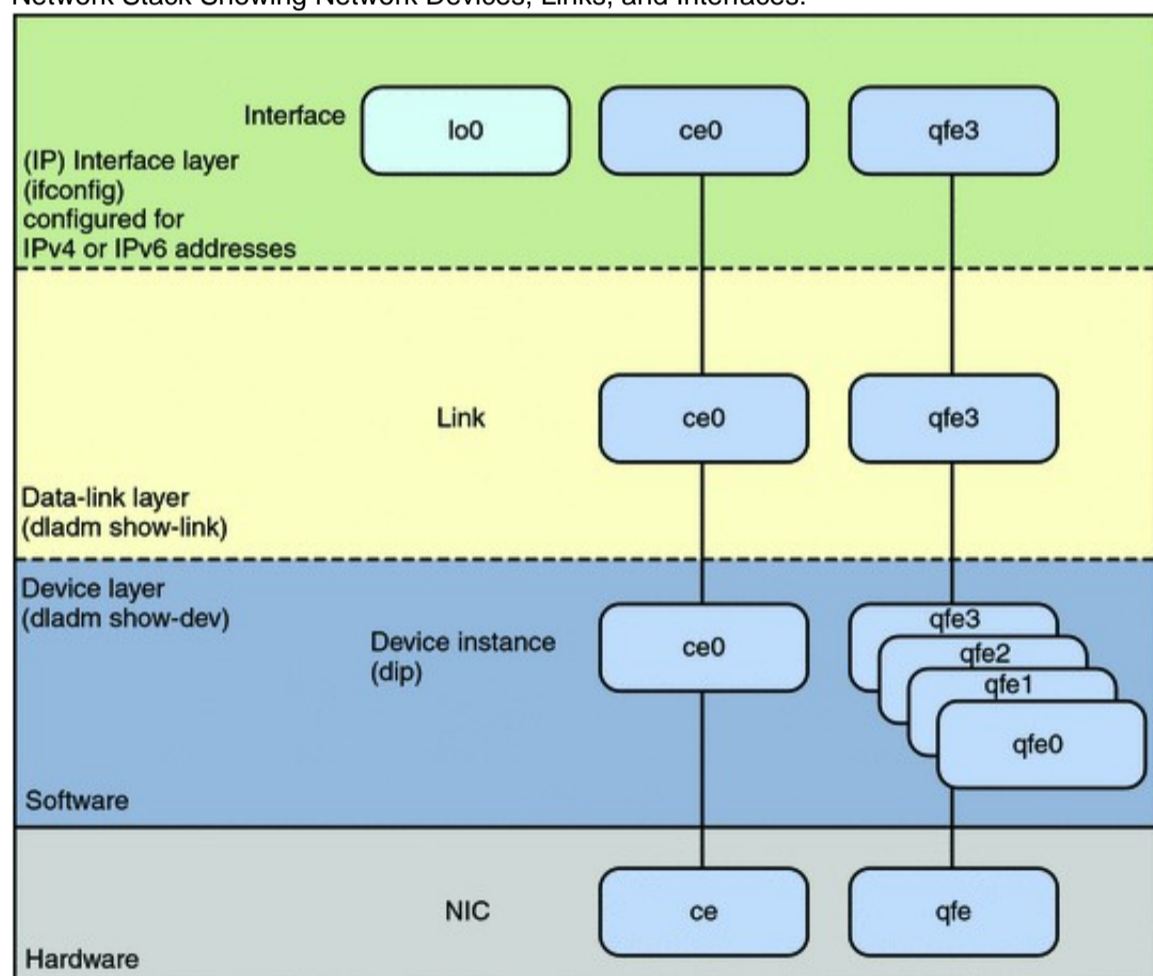 Network Stack Showing Network Devices, Links, and Interfaces.
Interface
lo0
ce0
qfe3
(IP) Interface layer
(ifconfig)
configured for
IPv4 or IPv6 addresses
Link
ce0
qfe3
Data-link layer
(dladm show-link)
Device layer
(dladm show-dev)
Device instance
(dip)
ce0
qfe3
qfe2
qfe1
qfe0
Software
NIC
ce
qfe
Hardware